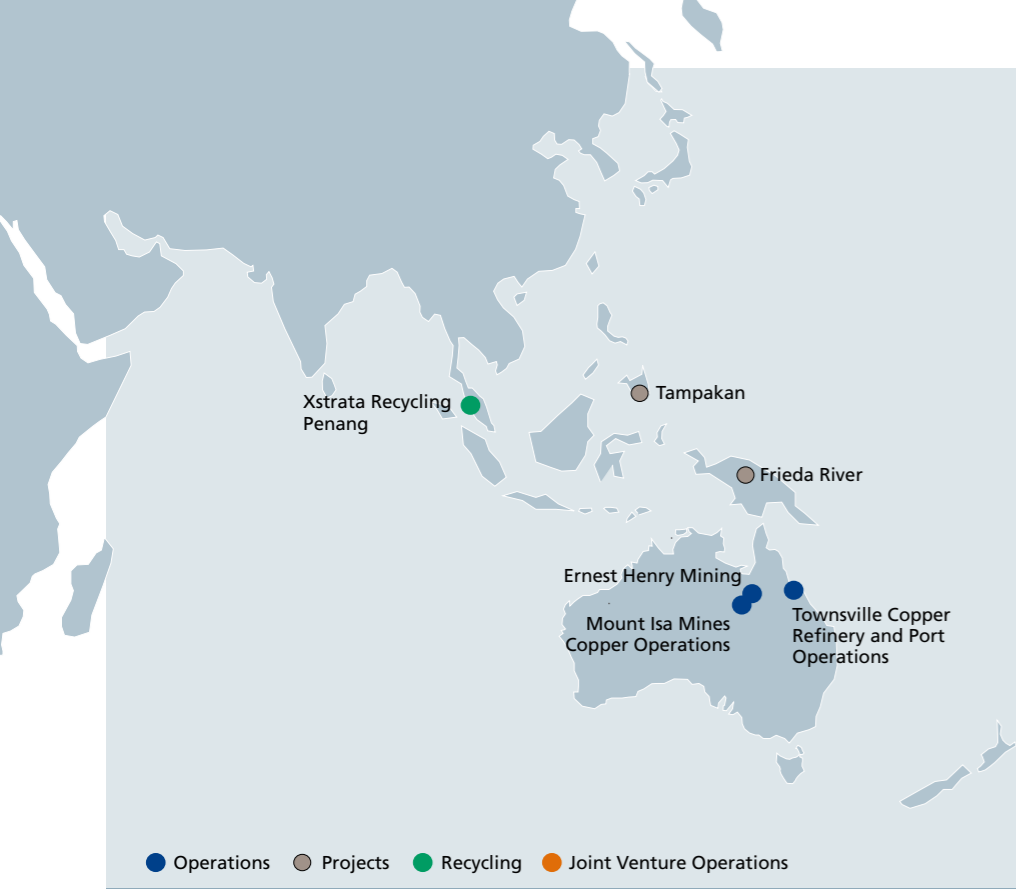 Tampakan
Xstrata Recycling
Penang
Frieda River
Ernest Henry Mining
Mount Isa Mines
Copper Operations
Townsville Copper
Refinery and Port
Operations
Operations
Projects
Recycling
Joint Venture Operations